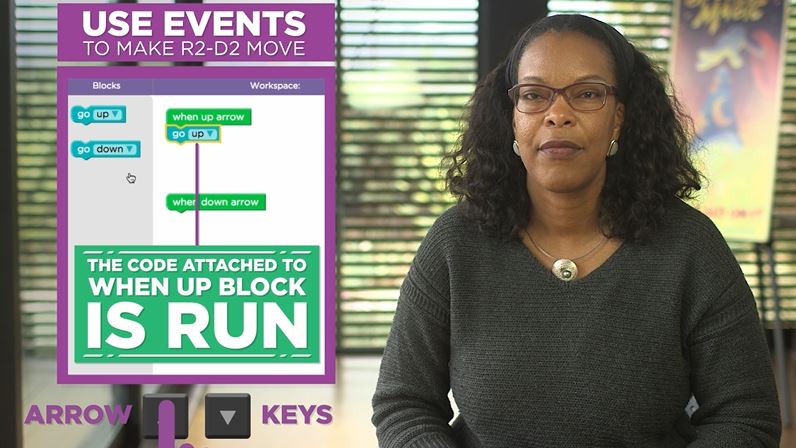 USE EVENTS
TO MAKE R2-D2 MOVE
Blocks
Workspace:
go up ▼
go down ▼
when up arrow
go up ▼
when down arrow
THE CODE ATTACHED TO
WHEN UP BLOCK
IS RUN
ARROW ▼ KEYS
Magic